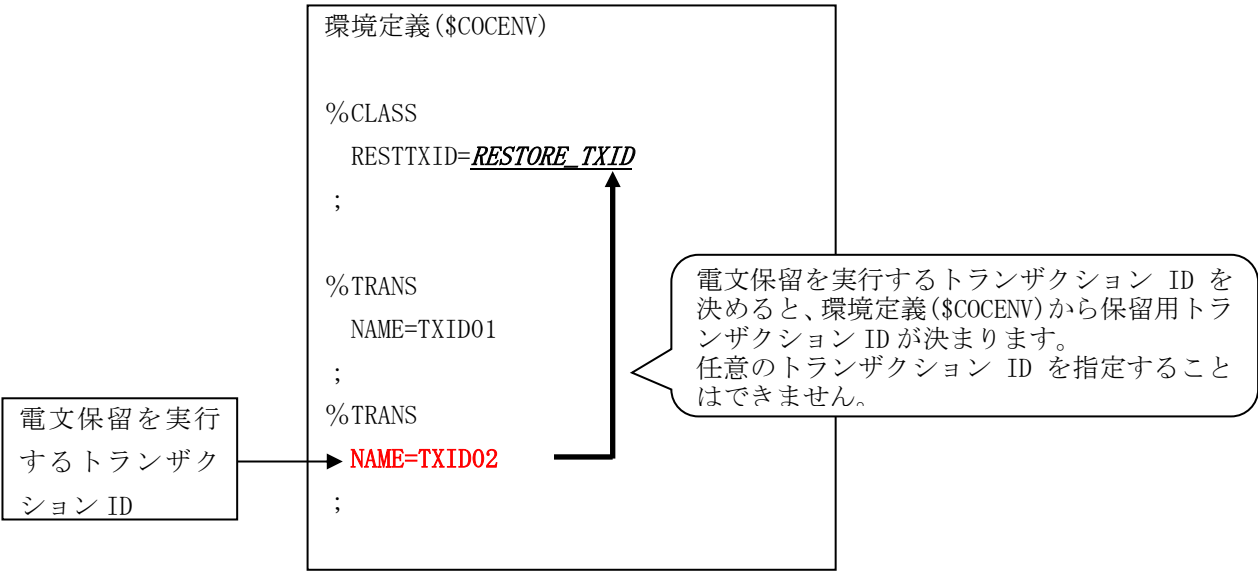 環境定義($COCENV)
%CLASS
RESTTXID=RESTORE_TXID
;
%TRANS
NAME=TXID01
;
%TRANS
NAME=TXID02
;
電文保留を実行
するトランザク
ション ID
電文保留を実行するトランザクション ID を
決めると、環境定義($COCENV)から保留用トラ
ンザクション ID が決まります。
任意のトランザクション ID を指定すること
はできません。